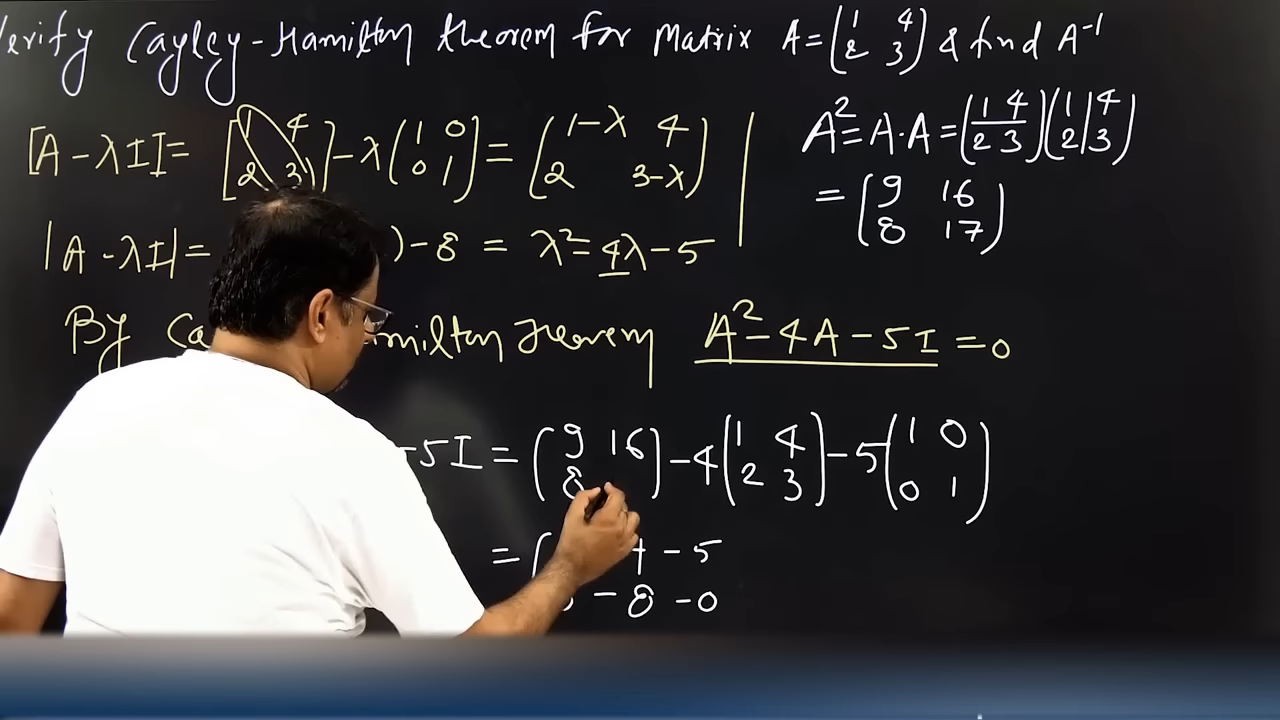 Verify Cayley-Hamilton theorem for Matrix A = (1 4 2 3) & find A⁻¹
[A - λI] = [1 4 2 3] - λ(1 0 0 1) = (1-λ 4 2 3-λ)
|A - λI| = ) - 8 = λ² - 4λ - 5
A² = A·A = (1 4 2 3)(1 4 2 3)
= (9 16 8 17)
By Hamilton theorem A² - 4A - 5I = 0
- 5I = (9 16 8 ) - 4(1 4 2 3) - 5(1 0 0 1)
= ( - 5
- 8 - 0